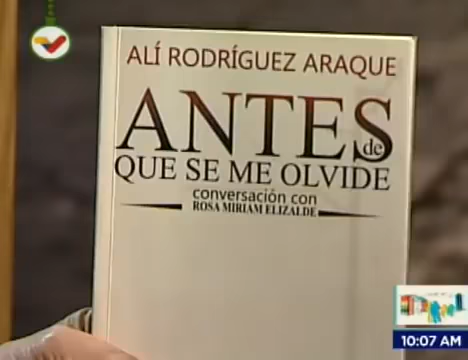 ALÍ RODRÍGUEZ ARAQUE
ANTES de
QUE SE ME OLVIDE
conversación con
ROSA MIRIAM ELIZALDE
10:07 AM